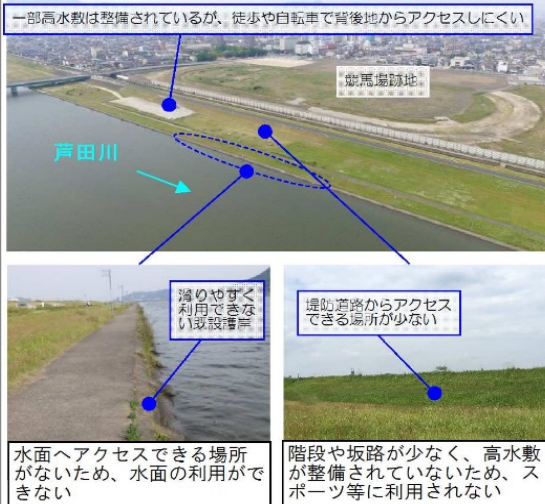 一部高水敷は整備されているが、徒歩や自転車で背後地からアクセスしにくい
競馬場跡地
芦田川
滑りやすく
利用できな
い既設護岸
堤防道路からアクセス
できる場所が少ない
水面へアクセスできる場所
がないため、水面の利用がで
きない
階段や坂路が少なく、高水敷
が整備されていないため、ス
ポーツ等に利用されない